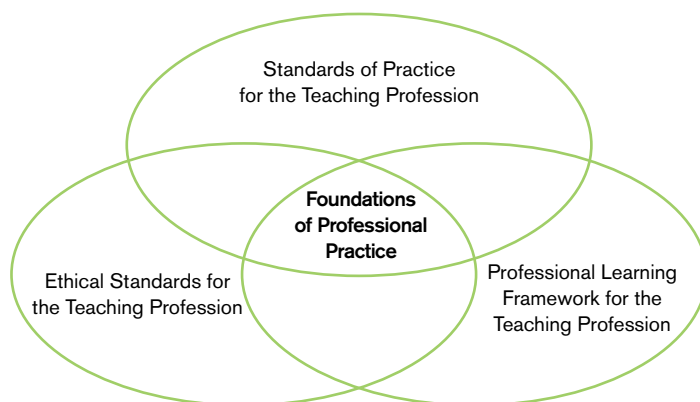 Standards of Practice
for the Teaching Profession
Foundations
of Professional
Practice
Ethical Standards for
the Teaching Profession
Professional Learning
Framework for the
Teaching Profession